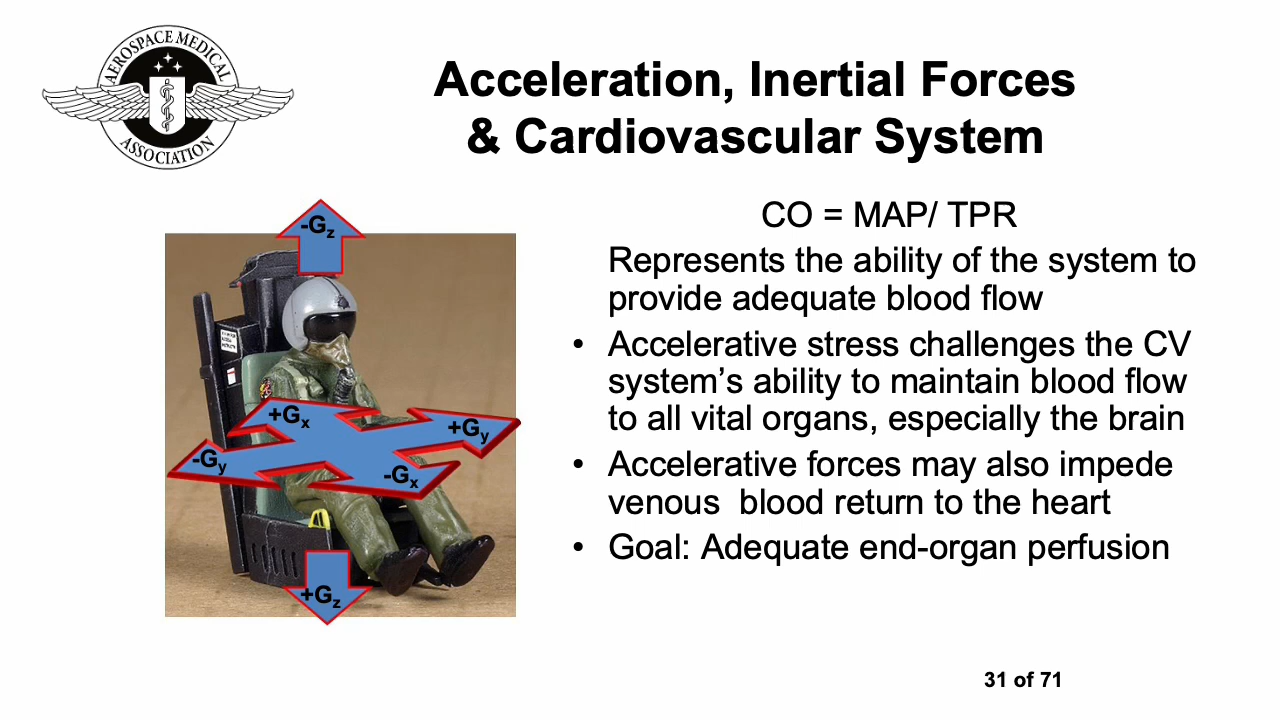 AEROSPACE MEDICAL
ASSOCIATION
Acceleration, Inertial Forces
& Cardiovascular System
CO = MAP/ TPR
Represents the ability of the system to
provide adequate blood flow
• Accelerative stress challenges the CV
system’s ability to maintain blood flow
to all vital organs, especially the brain
• Accelerative forces may also impede
venous  blood return to the heart
• Goal: Adequate end-organ perfusion
-Gz
+Gx
+Gy
-Gy
-Gx
+Gz
31 of 71